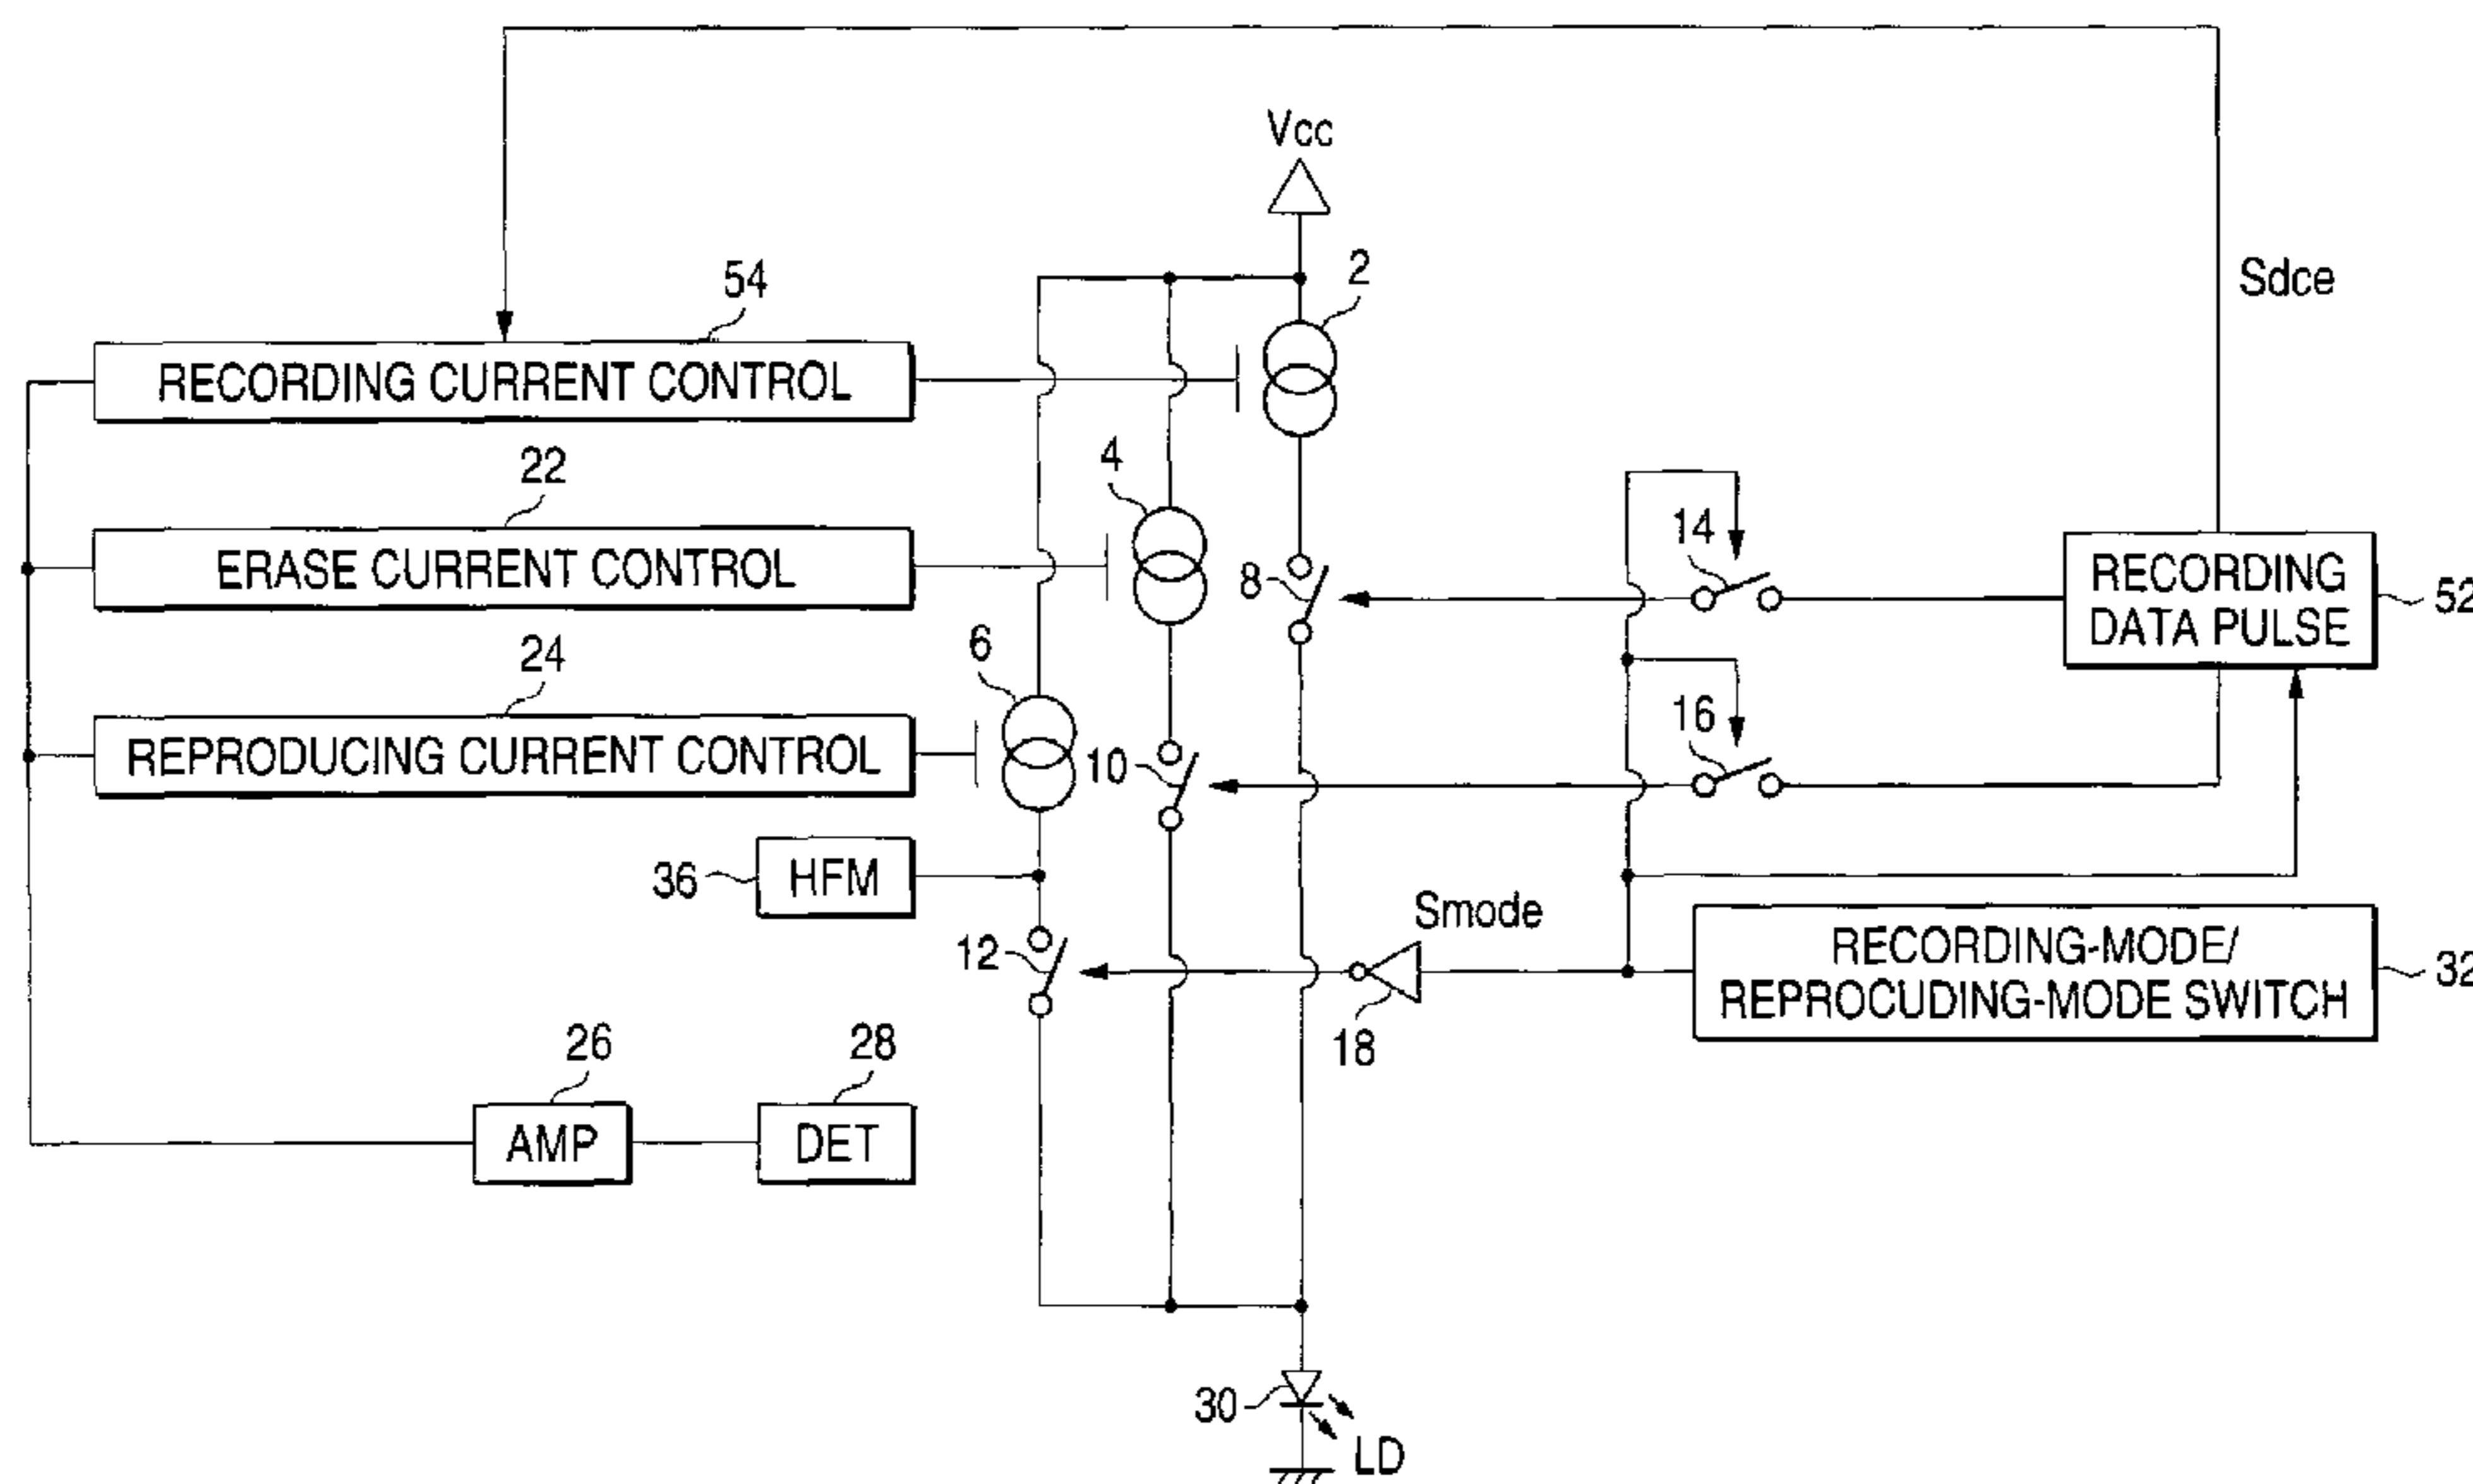 Vcc
2
Sdce
54
RECORDING CURRENT CONTROL
4
22
ERASE CURRENT CONTROL
14
8
RECORDING
DATA PULSE
52
24
6
16
REPRODUCING CURRENT CONTROL
10
36
HFM
Smode
12
18
RECORDING-MODE/
REPROCUDING-MODE SWITCH
32
26
28
AMP
DET
30
LD